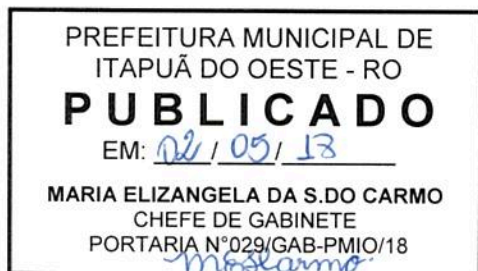 PREFEITURA MUNICIPAL DE
ITAPUÃ DO OESTE - RO
PUBLICADO
EM: 02 / 05 / 18
MARIA ELIZANGELA DA S.DO CARMO
CHEFE DE GABINETE
PORTARIA N°029/GAB-PMIO/18